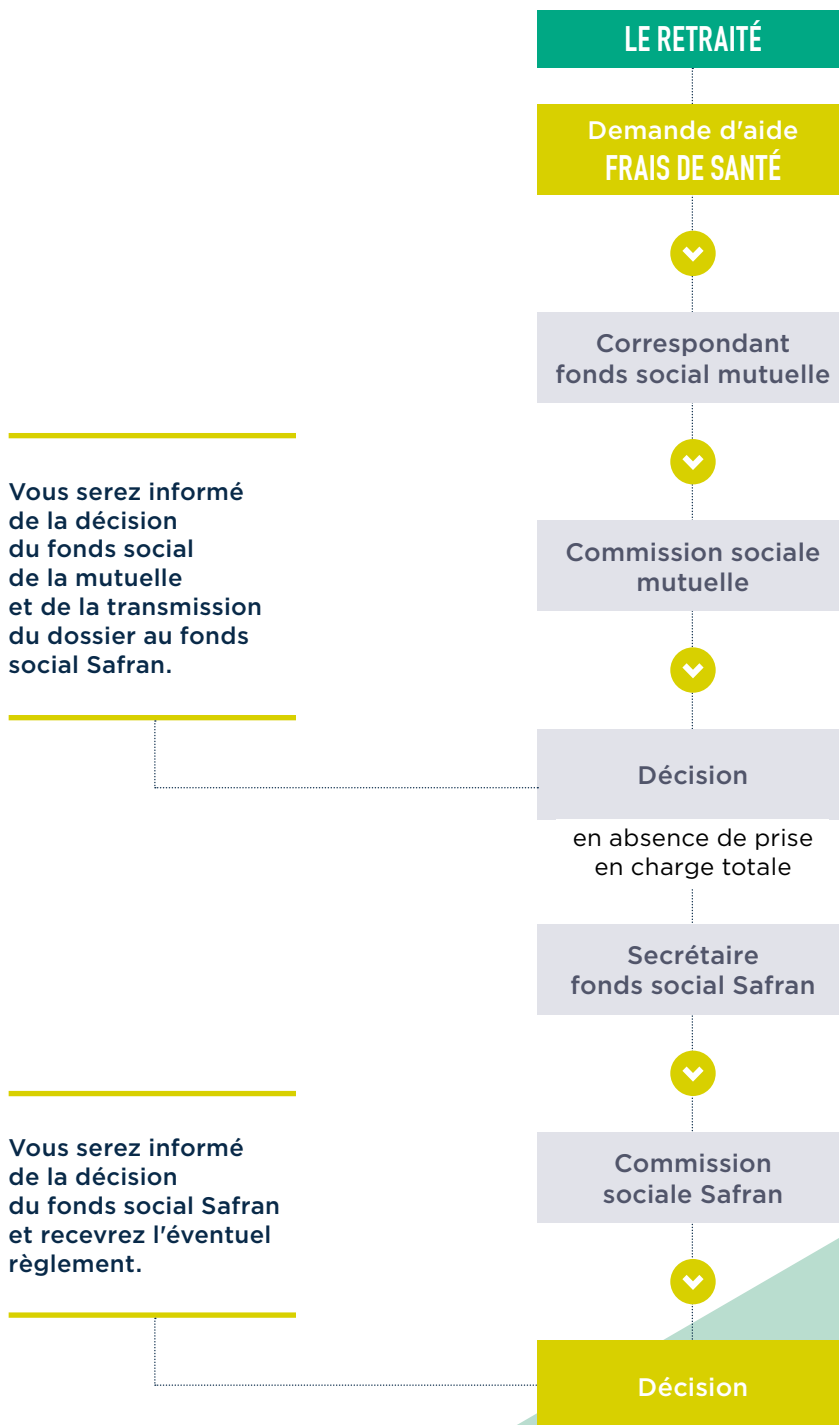 LE RETRAITÉ
Demande d'aide
FRAIS DE SANTÉ
Correspondant
fonds social mutuelle
Commission sociale
mutuelle
Vous serez informé
de la décision
du fonds social
de la mutuelle
et de la transmission
du dossier au fonds
social Safran.
Décision
en absence de prise
en charge totale
Secrétaire
fonds social Safran
Commission
sociale Safran
Vous serez informé
de la décision
du fonds social Safran
et recevrez l'éventuel
règlement.
Décision